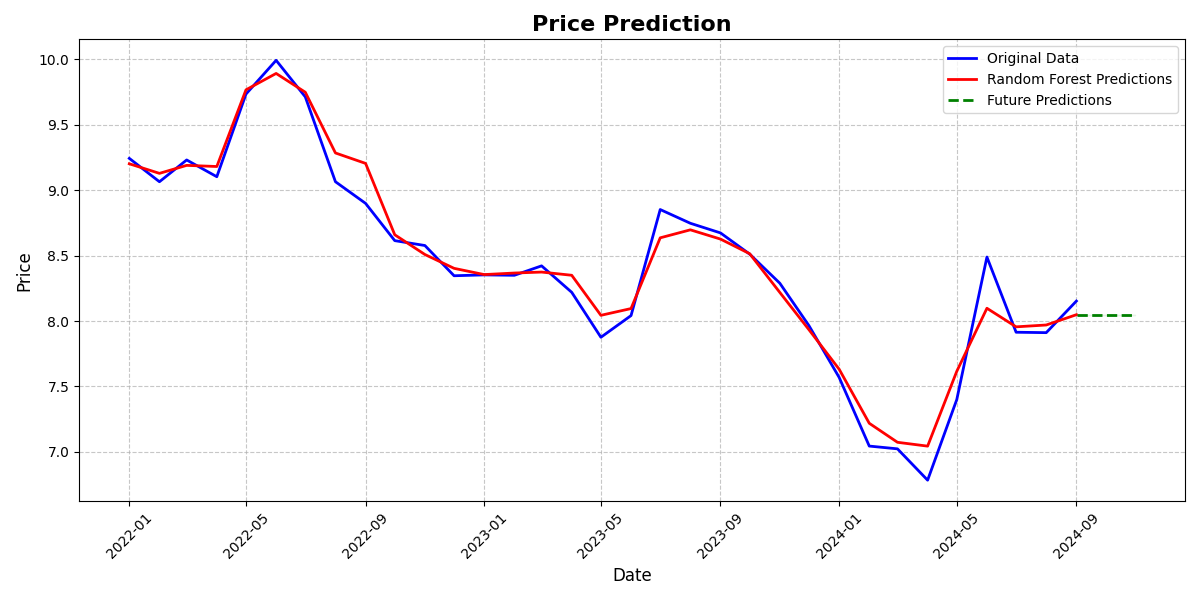 Price Prediction
Original Data
Random Forest Predictions
Future Predictions
Price
10.0
9.5
9.0
8.5
8.0
7.5
7.0
2022-01
2022-05
2022-09
2023-01
2023-05
2023-09
2024-01
2024-05
2024-09
Date